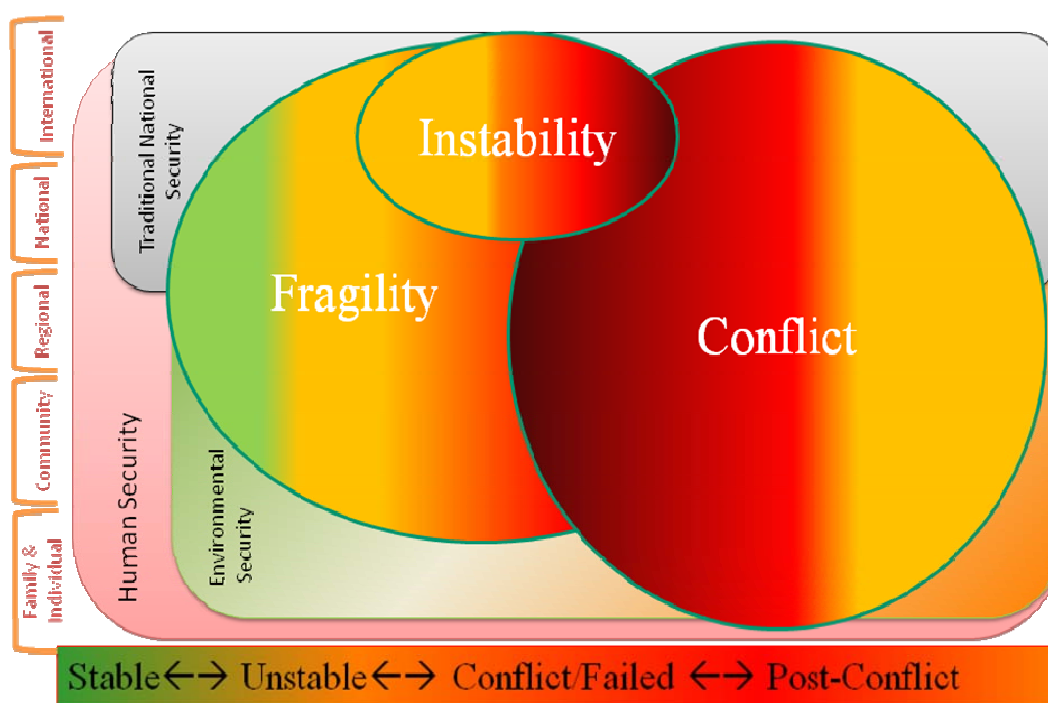 International
National
Regional
Community
Family &
Individual
Traditional National
Security
Human Security
Environmental
Security
Instability
Fragility
Conflict
Stable←→ Unstable←→ Conflict/Failed ←→ Post-Conflict